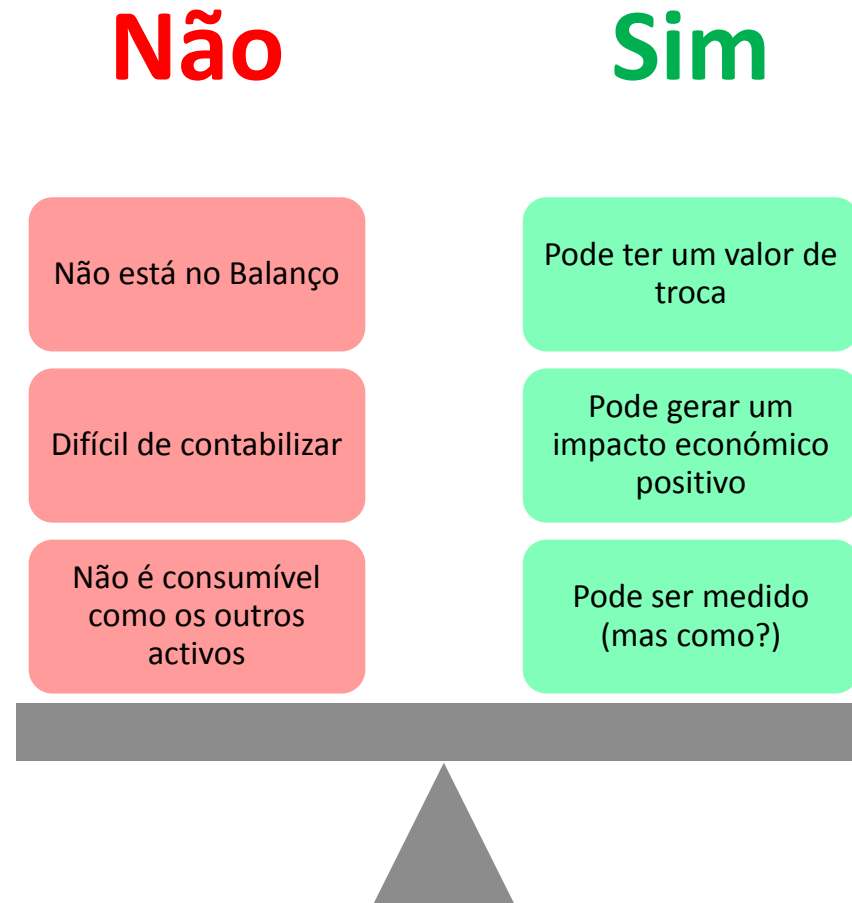 Não
Sim
Não está no Balanço
Difícil de contabilizar
Não é consumível
como os outros
activos
Pode ter um valor de
troca
Pode gerar um
impacto económico
positivo
Pode ser medido
(mas como?)